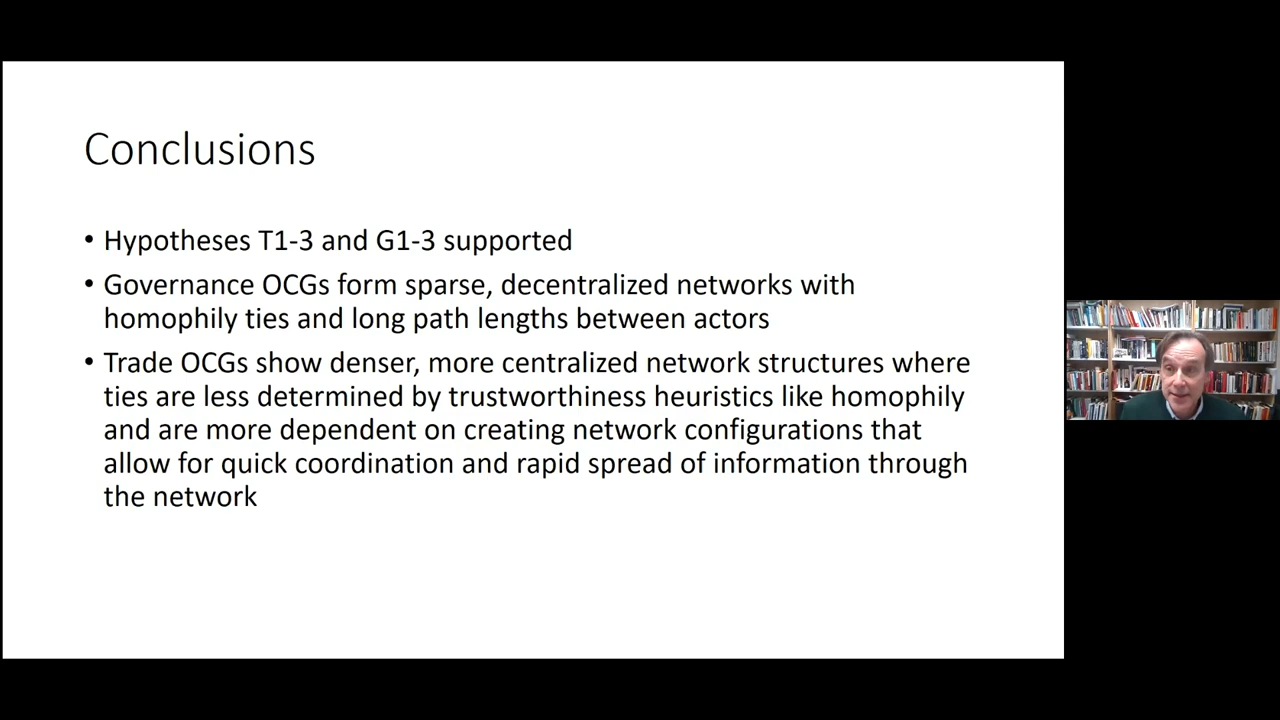 Conclusions
• Hypotheses T1-3 and G1-3 supported
• Governance OCGs form sparse, decentralized networks with
homophily ties and long path lengths between actors
• Trade OCGs show denser, more centralized network structures where
ties are less determined by trustworthiness heuristics like homophily
and are more dependent on creating network configurations that
allow for quick coordination and rapid spread of information through
the network